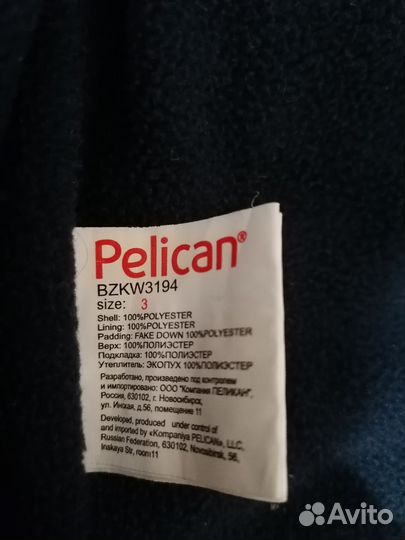 Pelican®
BZKW3194
size: 3
Shell: 100%POLYESTER
Lining: 100%POLYESTER
Padding: FAKE DOWN 100%POLYESTER
Верх: 100%ПОЛИЭСТЕР
Подкладка: 100%ПОЛИЭСТЕР
Утеплитель: ЭКОПУХ 100%ПОЛИЭСТЕР
Разработано, произведено под контролем
и импортировано: ООО "Компания ПЕЛИКАН",
Россия, 630102, г. Новосибирск,
ул. Инская, д.56, помещение 11
Developed, produced under control of
and imported by «Kompaniya PELICAN», LLC,
Russian Federation, 630102, Novosibirsk, 56,
Inskaya Str, room11
Avito